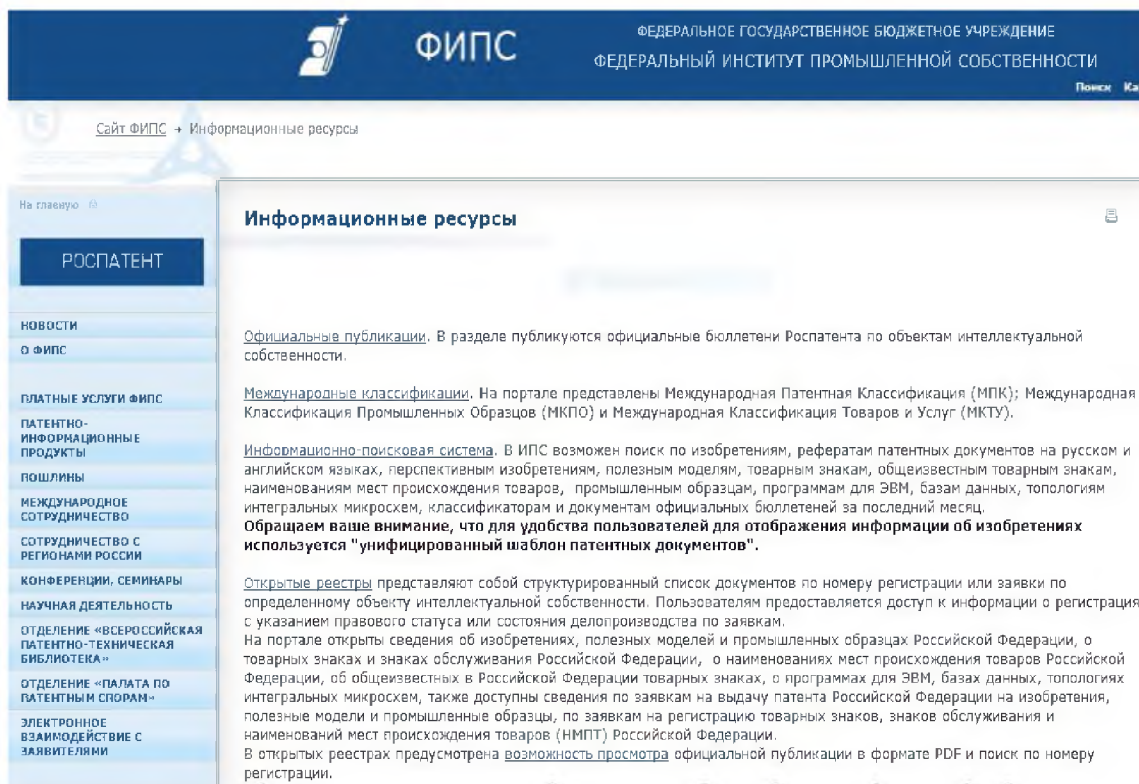 ФИПС
ФЕДЕРАЛЬНОЕ ГОСУДАРСТВЕННОЕ БЮДЖЕТНОЕ УЧРЕЖДЕНИЕ
ФЕДЕРАЛЬНЫЙ ИНСТИТУТ ПРОМЫШЛЕННОЙ СОБСТВЕННОСТИ
Поиск Ка
Сайт ФИПС → Информационные ресурсы
На главную
РОСПАТЕНТ
НОВОСТИ
О ФИПС
ПЛАТНЫЕ УСЛУГИ ФИПС
ПАТЕНТНО-
ИНФОРМАЦИОННЫЕ
ПРОДУКТЫ
ПОШЛИНЫ
МЕЖДУНАРОДНОЕ
СОТРУДНИЧЕСТВО
СОТРУДНИЧЕСТВО С
РЕГИОНАМИ РОССИИ
КОНФЕРЕНЦИИ, СЕМИНАРЫ
НАУЧНАЯ ДЕЯТЕЛЬНОСТЬ
ОТДЕЛЕНИЕ «ВСЕРОССИЙСКАЯ
ПАТЕНТНО-ТЕХНИЧЕСКАЯ
БИБЛИОТЕКА»
ОТДЕЛЕНИЕ «ПАЛАТА ПО
ПАТЕНТНЫМ СПОРАМ»
ЭЛЕКТРОННОЕ
ВЗАИМОДЕЙСТВИЕ С
ЗАЯВИТЕЛЯМИ
Информационные ресурсы
Официальные публикации. В разделе публикуются официальные бюллетени Роспатента по объектам интеллектуальной
собственности.
Международные классификации. На портале представлены Международная Патентная Классификация (МПК); Международная
Классификация Промышленных Образцов (МКПО) и Международная Классификация Товаров и Услуг (МКТУ).
Информационно-поисковая система. В ИПС возможен поиск по изобретениям, рефератам патентных документов на русском и
английском языках, перспективным изобретениям, полезным моделям, товарным знакам, общеизвестным товарным знакам,
наименованиям мест происхождения товаров, промышленным образцам, программам для ЭВМ, базам данных, топологиям
интегральных микросхем, классификаторам и документам официальных бюллетеней за последний месяц.
Обращаем ваше внимание, что для удобства пользователей для отображения информации об изобретениях
используется "унифицированный шаблон патентных документов".
Открытые реестры представляют собой структурированный список документов по номеру регистрации или заявки по
определенному объекту интеллектуальной собственности. Пользователям предоставляется доступ к информации о регистрация
с указанием правового статуса или состояния делопроизводства по заявкам.
На портале открыты сведения об изобретениях, полезных моделей и промышленных образцах Российской Федерации, о
товарных знаках и знаках обслуживания Российской Федерации, о наименованиях мест происхождения товаров Российской
Федерации, об общеизвестных в Российской Федерации товарных знаках, о программах для ЭВМ, базах данных, топологиях
интегральных микросхем, также доступны сведения по заявкам на выдачу патента Российской Федерации на изобретения,
полезные модели и промышленные образцы, по заявкам на регистрацию товарных знаков, знаков обслуживания и
наименований мест происхождения товаров (НМПТ) Российской Федерации.
В открытых реестрах предусмотрена возможность просмотра официальной публикации в формате PDF и поиск по номеру
регистрации.